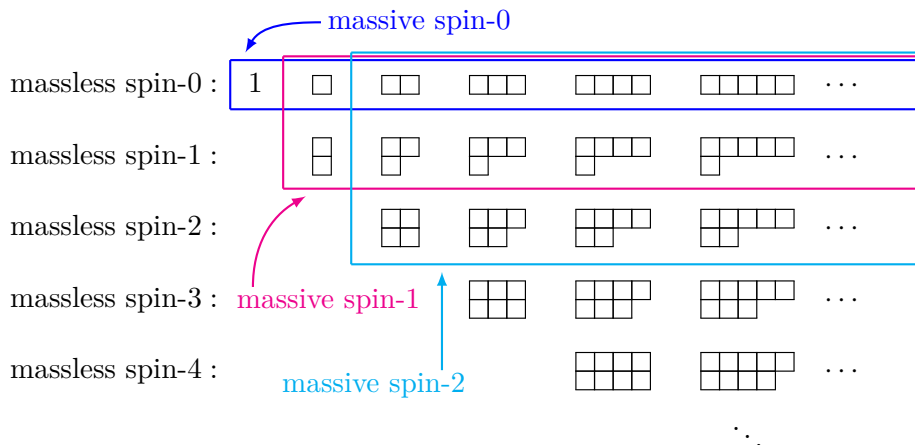 massive spin-0
massless spin-0 : 1 ...
massless spin-1 : ...
massless spin-2 : ...
massless spin-3 : ...
massive spin-1
massless spin-4 : ...
massive spin-2
⋱